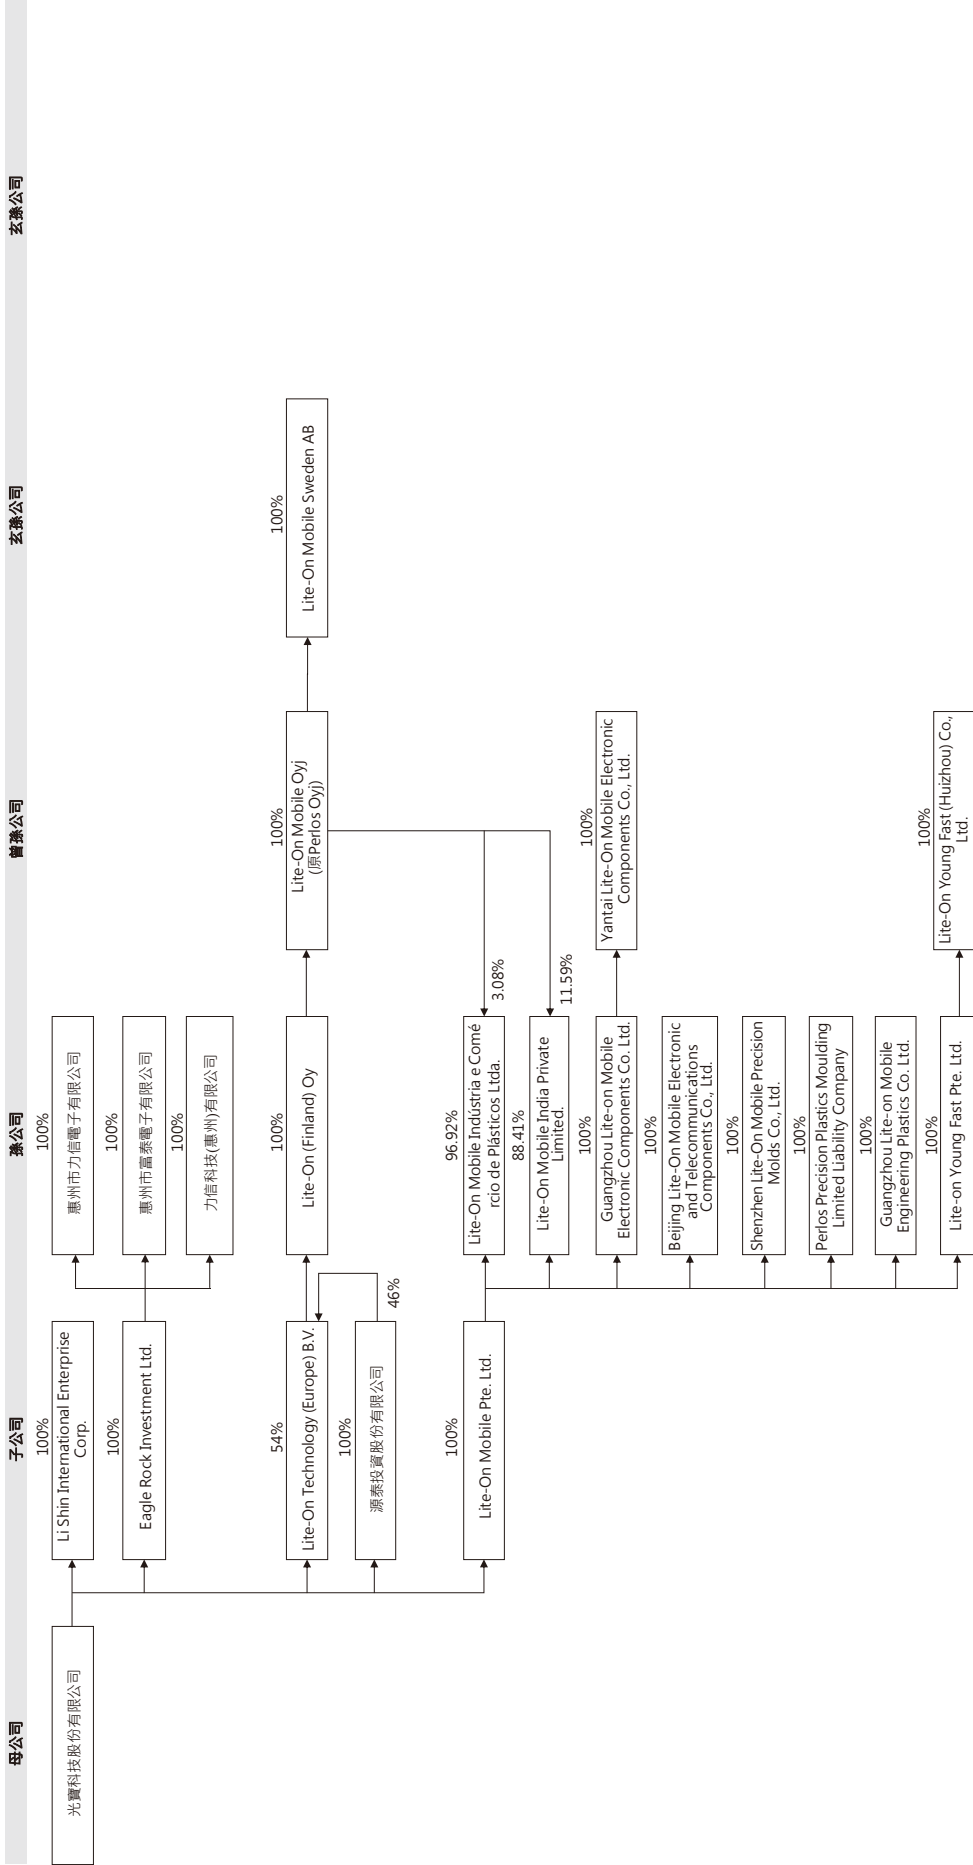 母公司
子公司
孫公司
曾孫公司
玄孫公司
玄孫公司
光寶科技股份有限公司
100%
Li Shin International Enterprise
Corp.
100%
Eagle Rock Investment Ltd.
54%
Lite-On Technology (Europe) B.V.
100%
源泰投資股份有限公司
46%
100%
Lite-On Mobile Pte. Ltd.
100%
惠州市力信電子有限公司
100%
惠州市富泰電子有限公司
100%
力信科技(惠州)有限公司
100%
Lite-On (Finland) Oy
96.92%
Lite-On Mobile Indústria e Comé
rcio de Plásticos Ltda.
3.08%
88.41%
Lite-On Mobile India Private
Limited.
11.59%
100%
Guangzhou Lite-on Mobile
Electronic Components Co. Ltd.
100%
Beijing Lite-On Mobile Electronic
and Telecommunications
Components Co., Ltd.
100%
Shenzhen Lite-On Mobile Precision
Molds Co., Ltd.
100%
Perlos Precision Plastics Moulding
Limited Liability Company
100%
Guangzhou Lite-on Mobile
Engineering Plastics Co. Ltd.
100%
Lite-on Young Fast Pte. Ltd.
100%
Lite-On Mobile Oyj
(原Perlos Oyj)
100%
Yantai Lite-On Mobile Electronic
Components Co., Ltd.
100%
Lite-On Young Fast (Huizhou) Co.,
Ltd.
100%
Lite-On Mobile Sweden AB